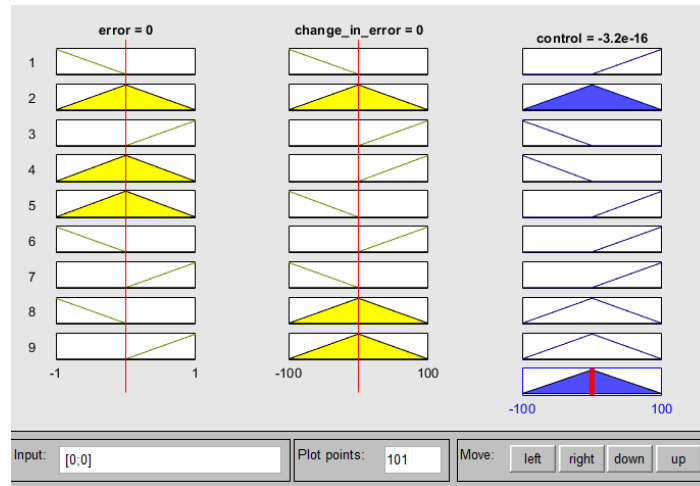 error = 0
change_in_error = 0
control = -3.2e-16
1
2
3
4
5
6
7
8
9
-1
1
-100
100
-100
100
Input:
[0;0]
Plot points:
101
Move:
left
right
down
up